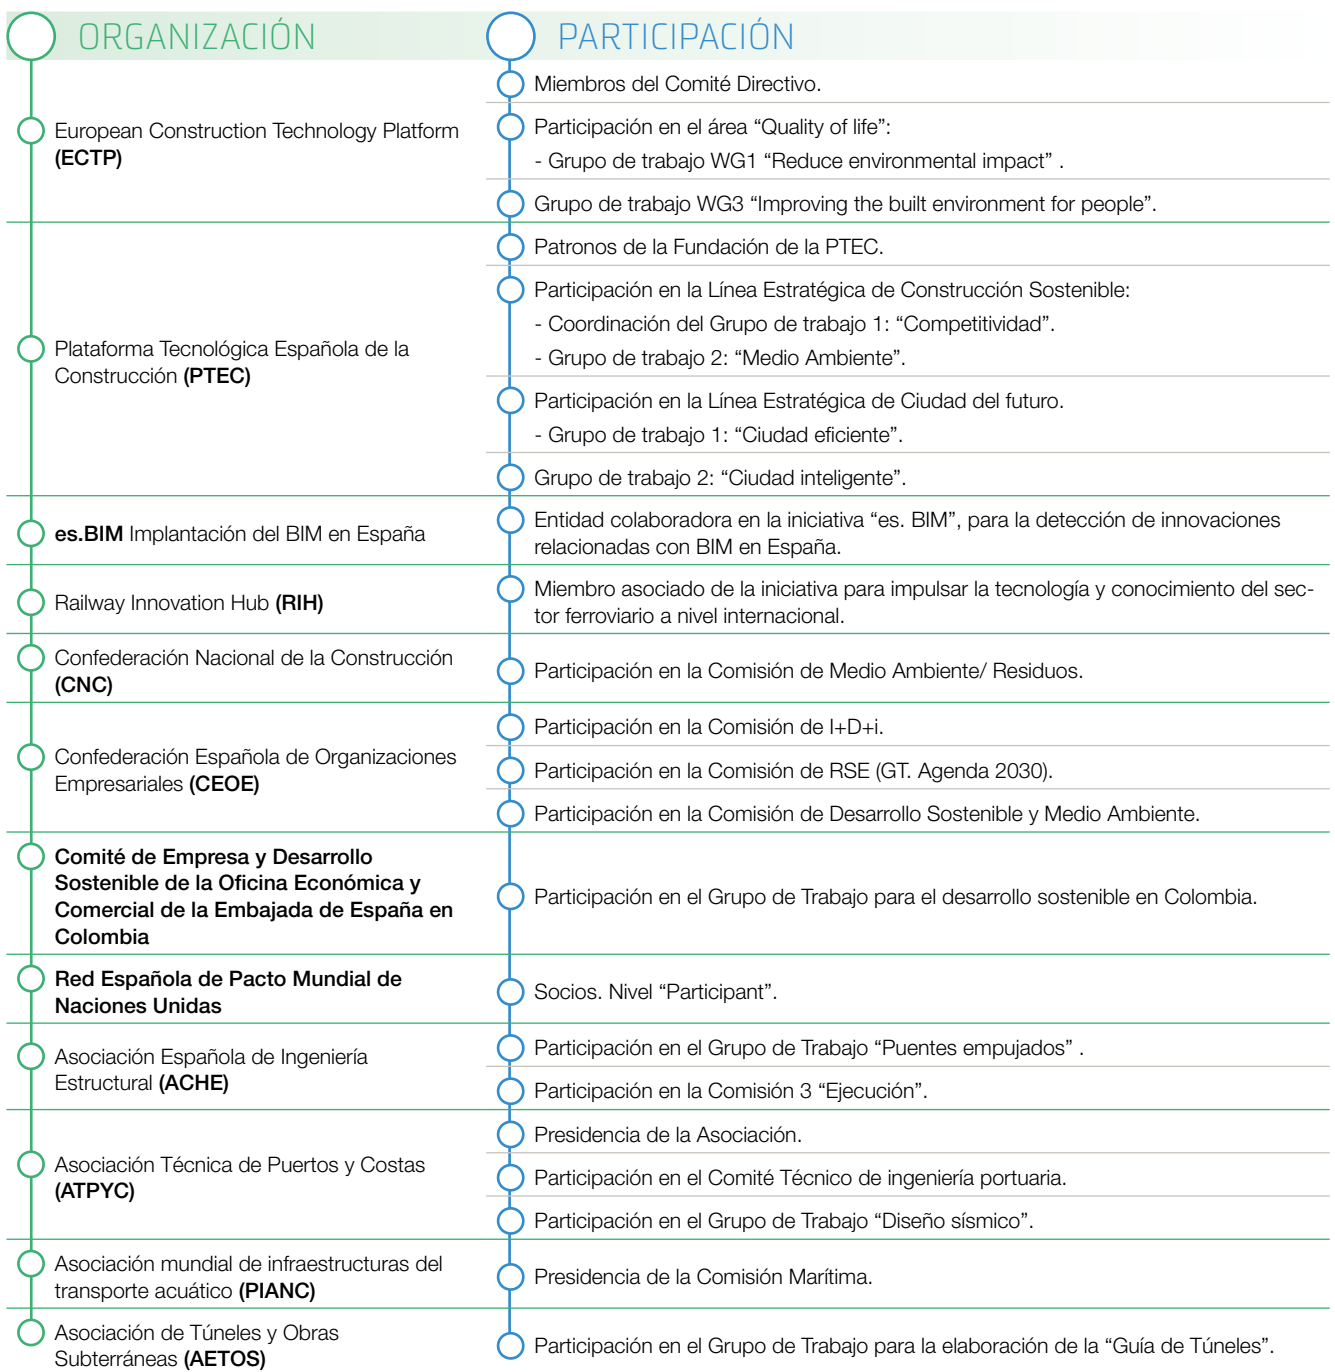 ORGANIZACIÓN
PARTICIPACIÓN
European Construction Technology Platform
(ECTP)
Miembros del Comité Directivo.
Participación en el área “Quality of life”:
- Grupo de trabajo WG1 “Reduce environmental impact” .
Grupo de trabajo WG3 “Improving the built environment for people”.
Plataforma Tecnológica Española de la
Construcción (PTEC)
Patronos de la Fundación de la PTEC.
Participación en la Línea Estratégica de Construcción Sostenible:
- Coordinación del Grupo de trabajo 1: “Competitividad”.
- Grupo de trabajo 2: “Medio Ambiente”.
Participación en la Línea Estratégica de Ciudad del futuro.
- Grupo de trabajo 1: “Ciudad eficiente”.
Grupo de trabajo 2: “Ciudad inteligente”.
es.BIM Implantación del BIM en España
Entidad colaboradora en la iniciativa “es. BIM”, para la detección de innovaciones
relacionadas con BIM en España.
Railway Innovation Hub (RIH)
Miembro asociado de la iniciativa para impulsar la tecnología y conocimiento del sec-
tor ferroviario a nivel internacional.
Confederación Nacional de la Construcción
(CNC)
Participación en la Comisión de Medio Ambiente/ Residuos.
Confederación Española de Organizaciones
Empresariales (CEOE)
Participación en la Comisión de I+D+i.
Participación en la Comisión de RSE (GT. Agenda 2030).
Participación en la Comisión de Desarrollo Sostenible y Medio Ambiente.
Comité de Empresa y Desarrollo
Sostenible de la Oficina Económica y
Comercial de la Embajada de España en
Colombia
Participación en el Grupo de Trabajo para el desarrollo sostenible en Colombia.
Red Española de Pacto Mundial de
Naciones Unidas
Socios. Nivel “Participant”.
Asociación Española de Ingeniería
Estructural (ACHE)
Participación en el Grupo de Trabajo “Puentes empujados” .
Participación en la Comisión 3 “Ejecución”.
Asociación Técnica de Puertos y Costas
(ATPYC)
Presidencia de la Asociación.
Participación en el Comité Técnico de ingeniería portuaria.
Participación en el Grupo de Trabajo “Diseño sísmico”.
Asociación mundial de infraestructuras del
transporte acuático (PIANC)
Presidencia de la Comisión Marítima.
Asociación de Túneles y Obras
Subterráneas (AETOS)
Participación en el Grupo de Trabajo para la elaboración de la “Guía de Túneles”.